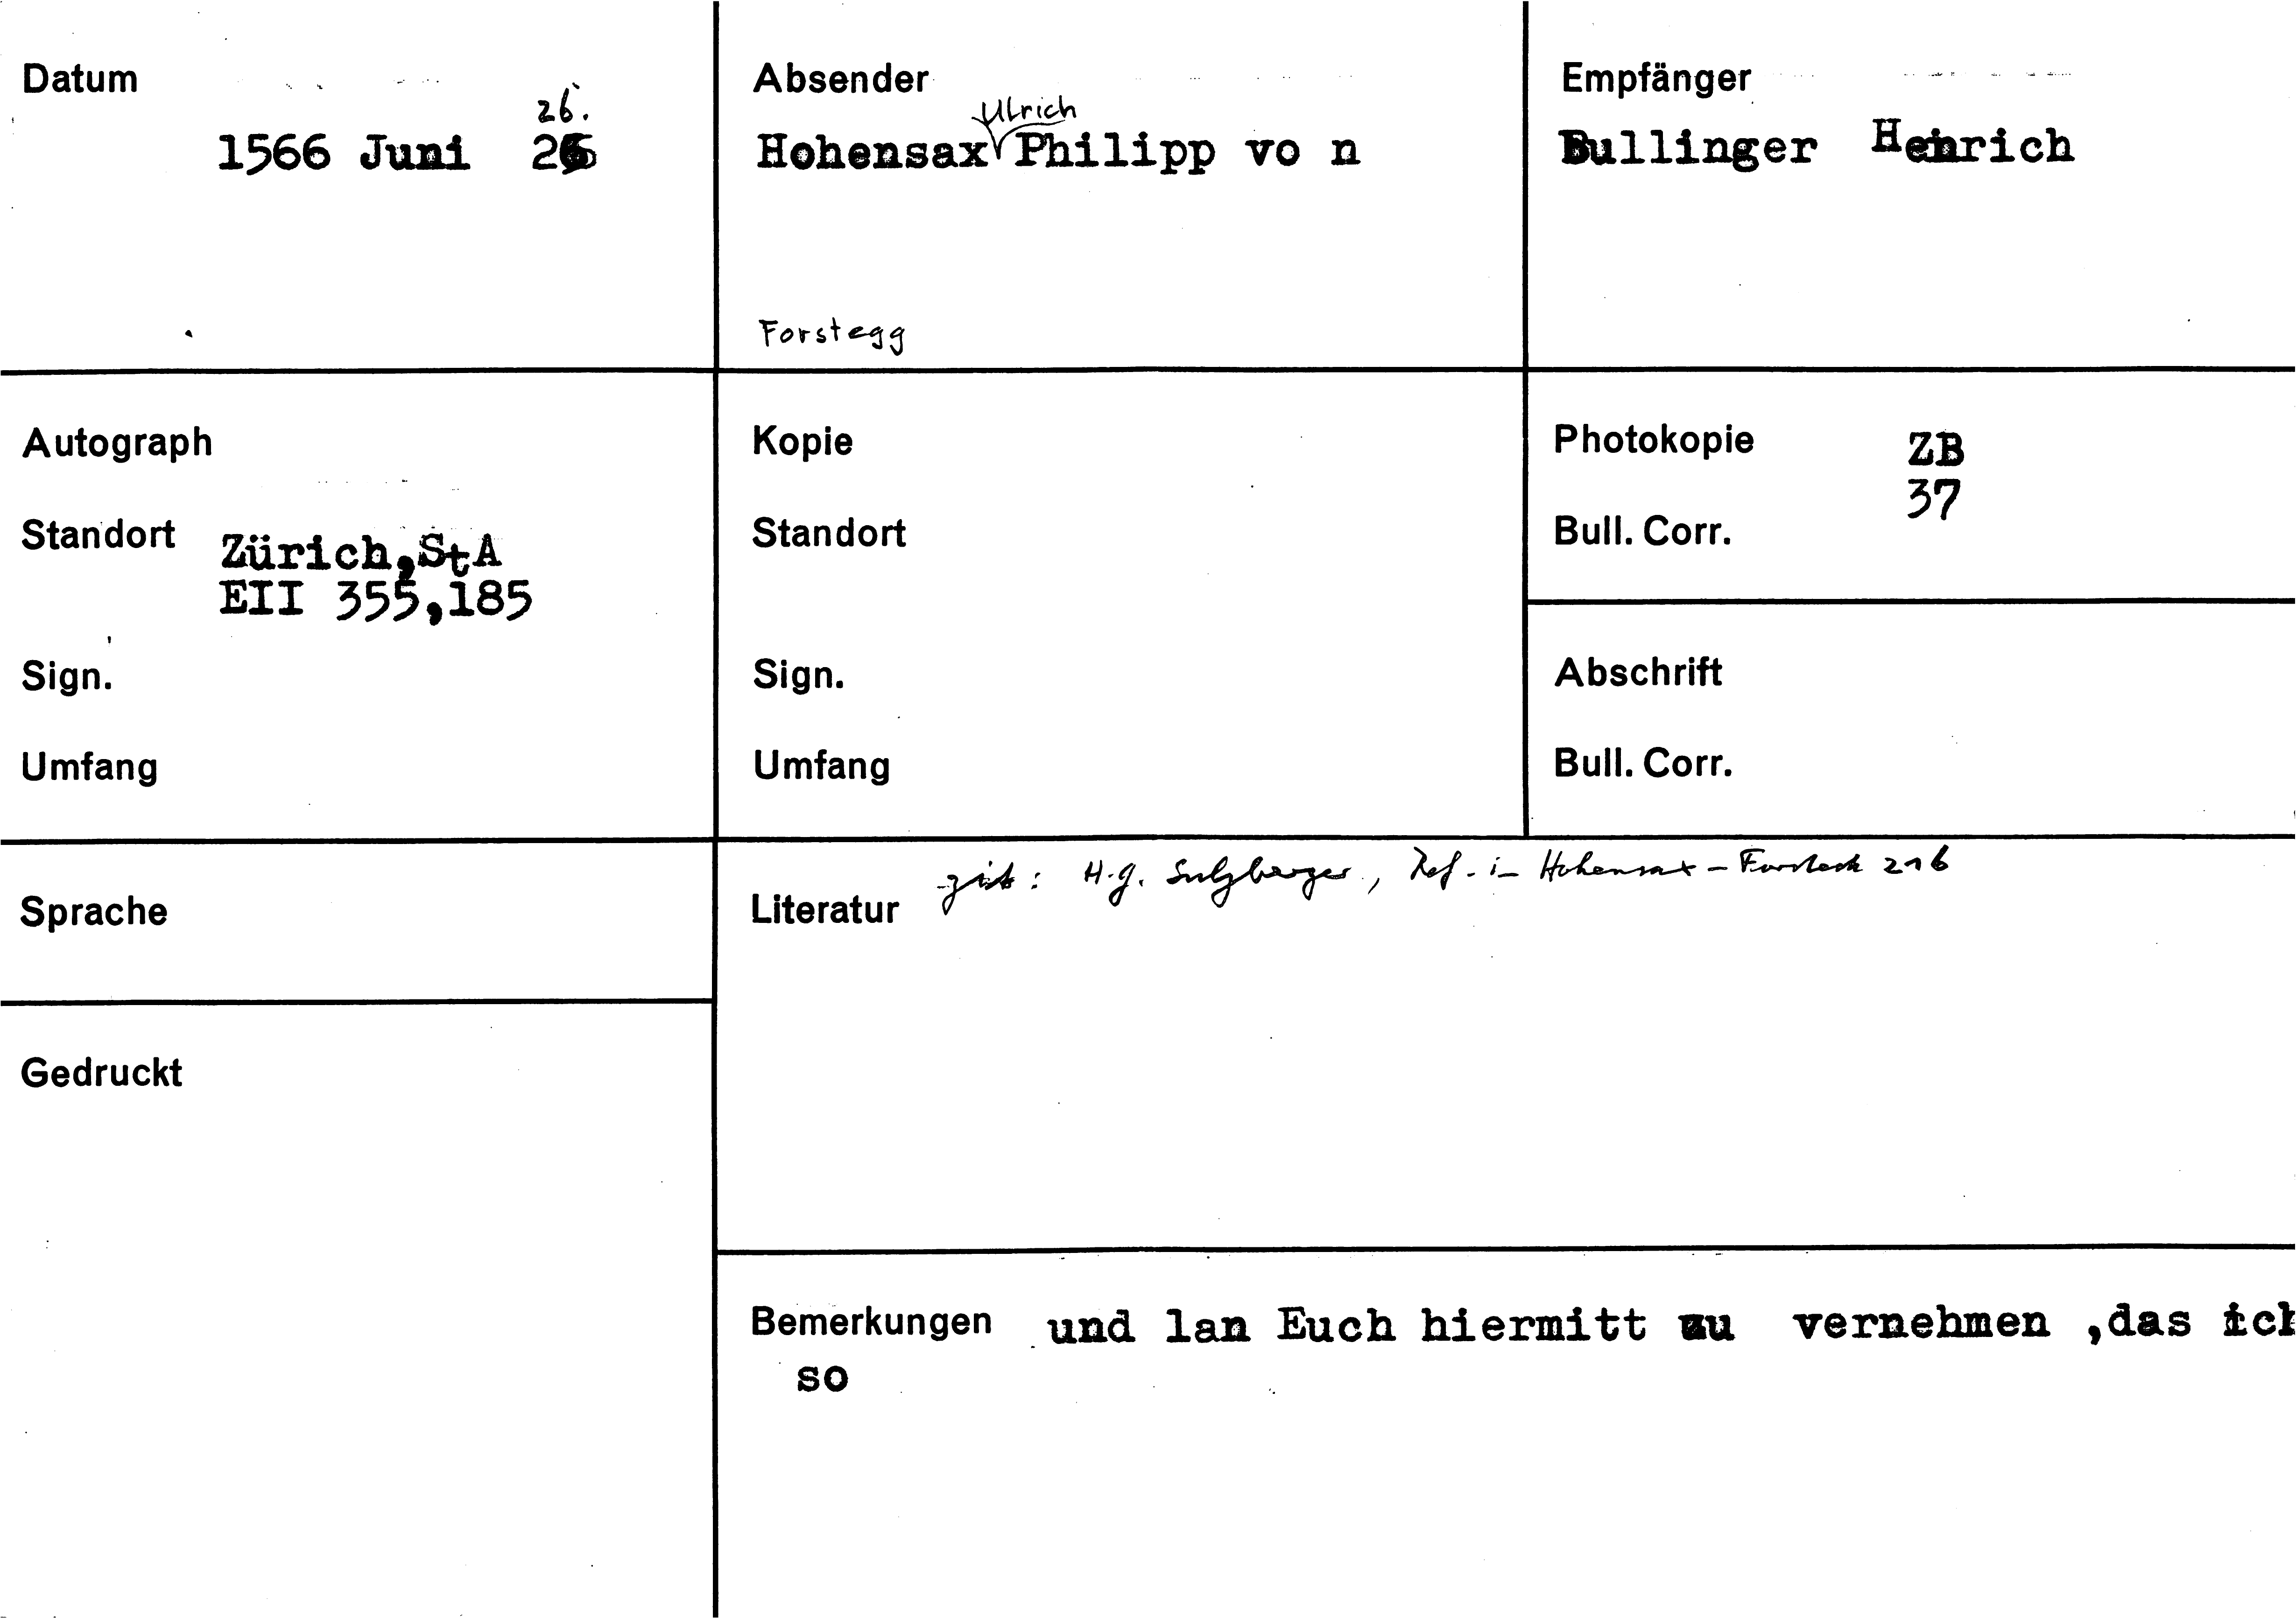 Datum
26.
1566 Juni 26
Absender
Ulrich
Hohensax Philipp vo n
Forstegg
Empfänger
Bullinger Heinrich
Autograph
Standort Zürich,StA
EII 355,185
Sign.
Umfang
Kopie
Standort
Sign.
Umfang
Photokopie ZB
37
Bull. Corr.
Abschrift
Bull. Corr.
Sprache
Gedruckt
zit: H.G. Sulzberger, Ref. in Hohensax - Forsteck 216
Literatur
Bemerkungen und lan Euch hiermitt zu vernehmen ,das ich
so